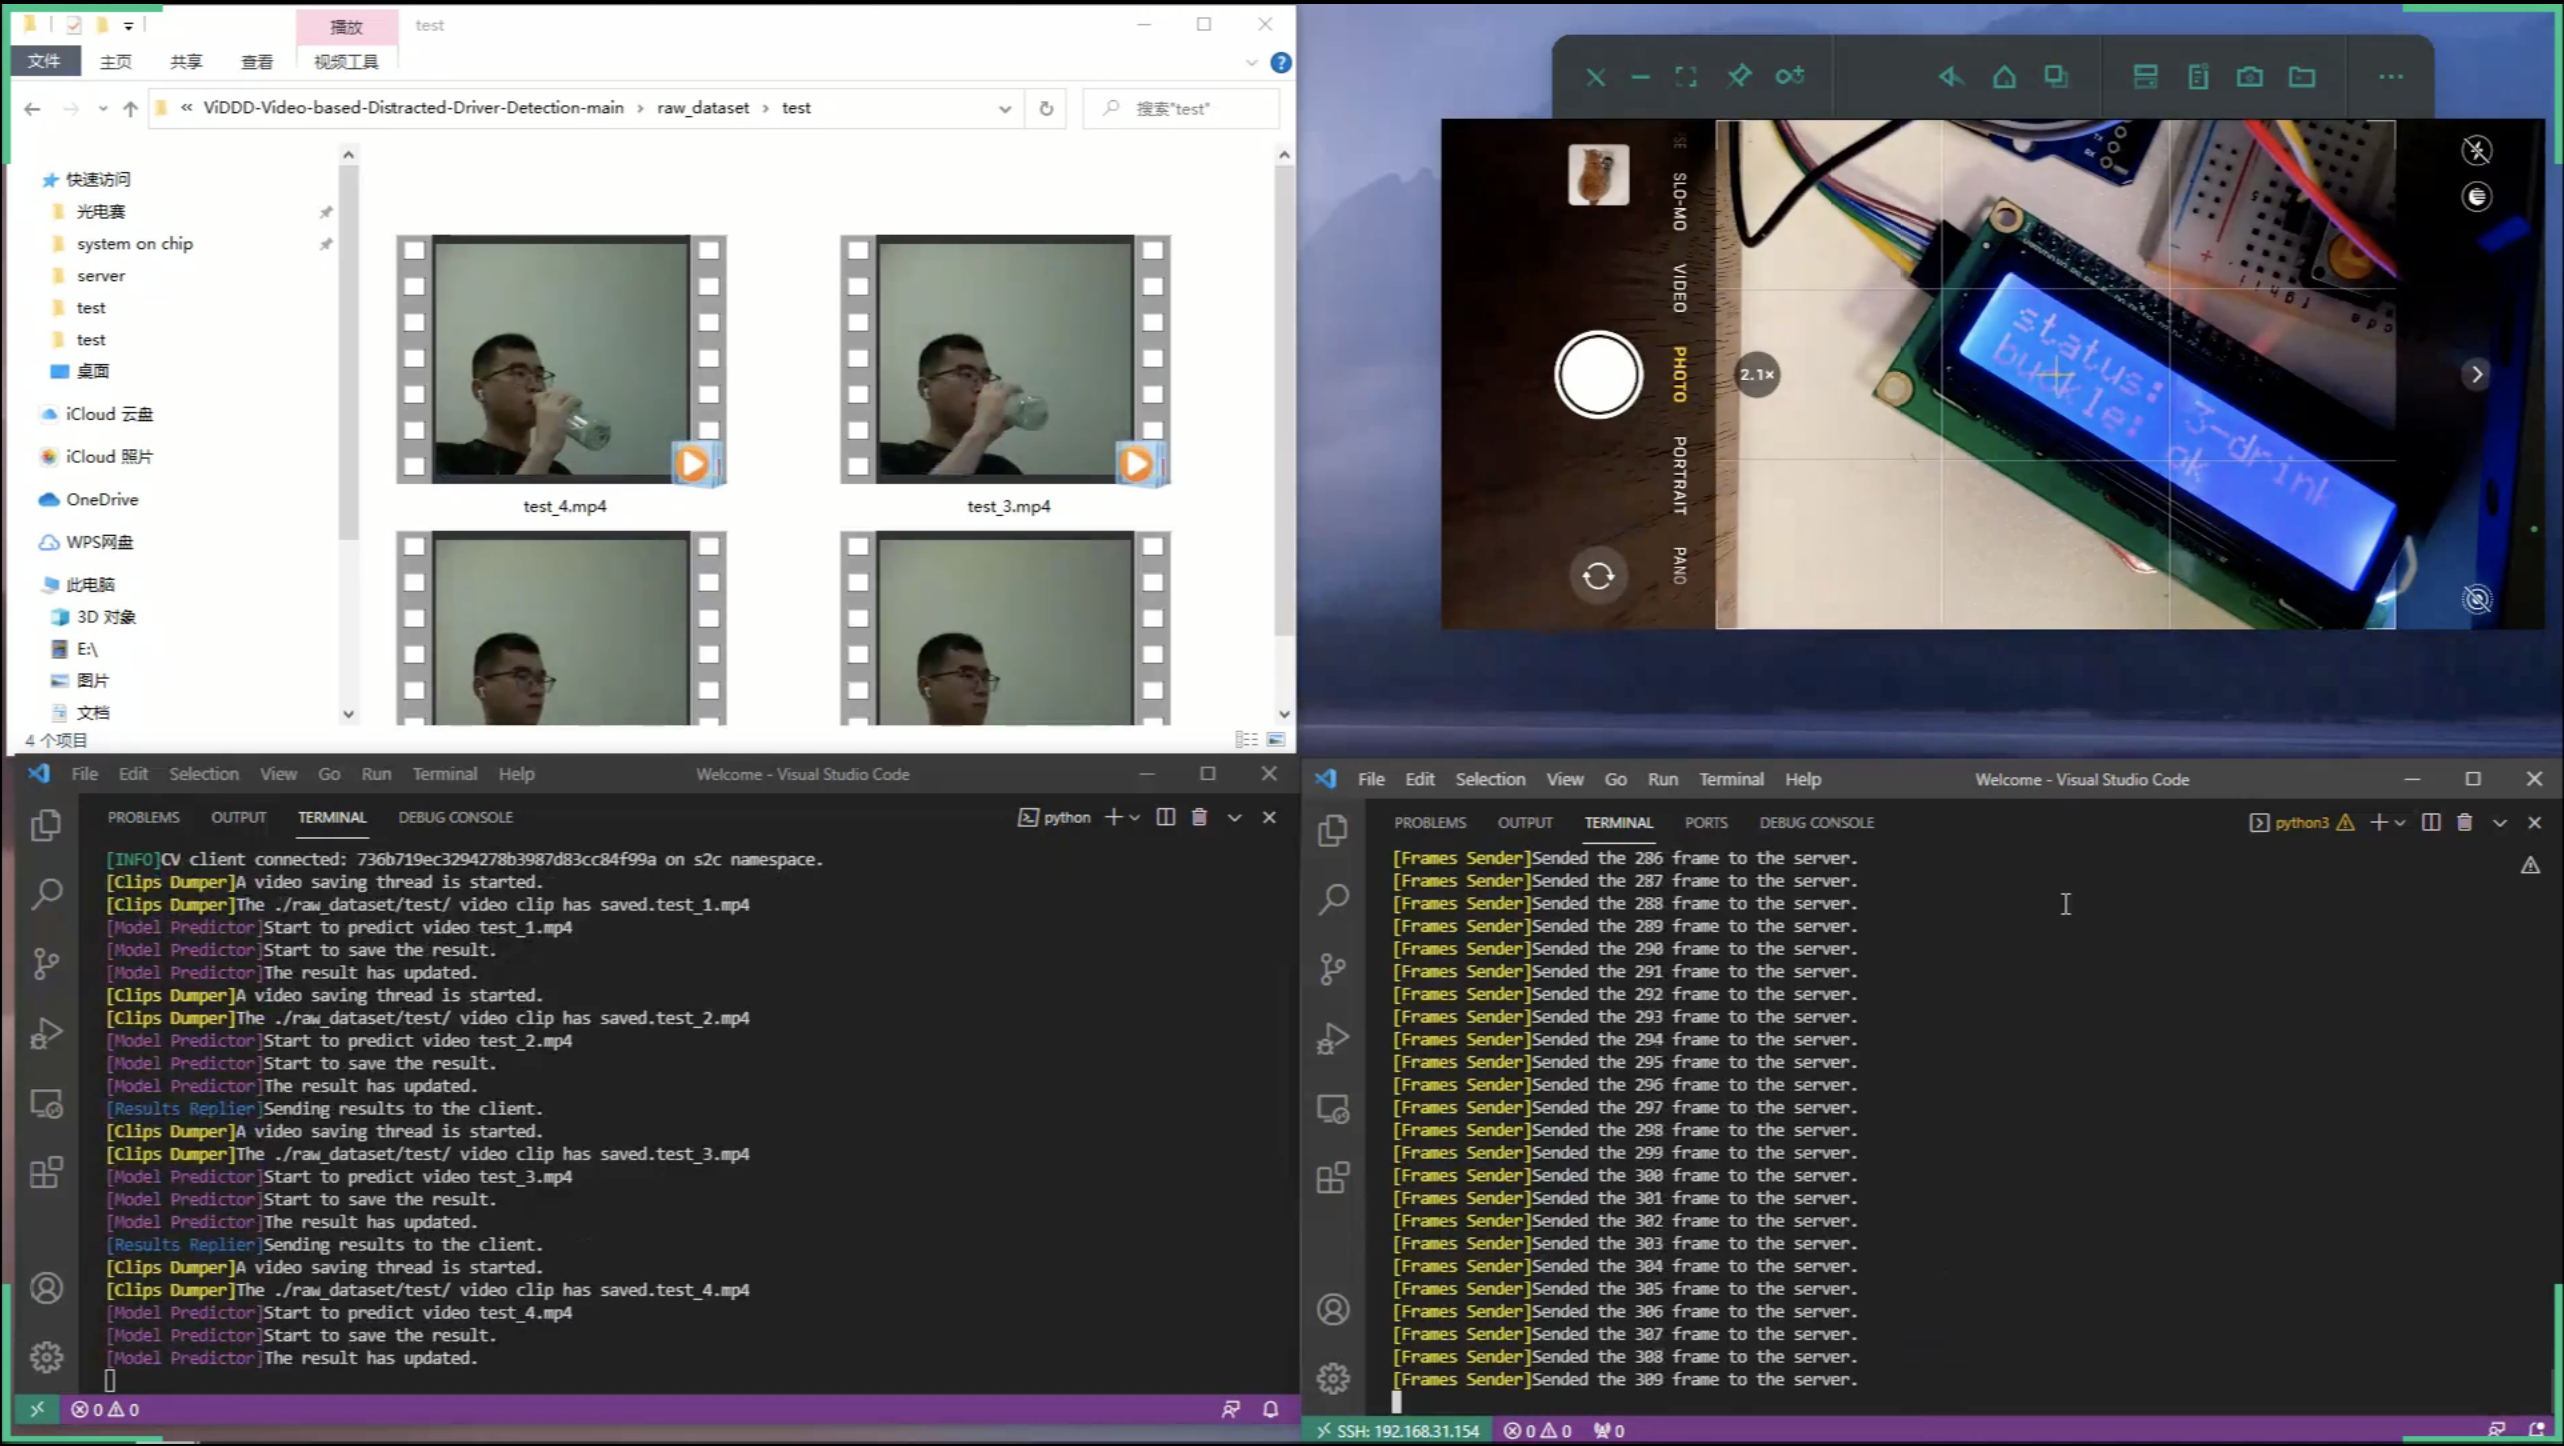 播放
test
文件
主页
共享
查看
视频工具
« ViDDD-Video-based-Distracted-Driver-Detection-main › raw_dataset › test
搜索"test"
快速访问
光电赛
system on chip
server
test
test
桌面
iCloud 云盘
iCloud 照片
OneDrive
WPS网盘
此电脑
3D 对象
E:\
图片
文档
4 个项目
test_4.mp4
test_3.mp4
SLO-MO
VIDEO
PHOTO
PORTRAIT
PANO
2.1×
status: 3-drink
buckle: ok
File Edit Selection View Go Run Terminal Help
Welcome - Visual Studio Code
PROBLEMS OUTPUT TERMINAL DEBUG CONSOLE
python
[INFO]CV client connected: 736b719ec3294278b3987d83cc84f99a on s2c namespace.
[Clips Dumper]A video saving thread is started.
[Clips Dumper]The ./raw_dataset/test/ video clip has saved.test_1.mp4
[Model Predictor]Start to predict video test_1.mp4
[Model Predictor]Start to save the result.
[Model Predictor]The result has updated.
[Clips Dumper]A video saving thread is started.
[Clips Dumper]The ./raw_dataset/test/ video clip has saved.test_2.mp4
[Model Predictor]Start to predict video test_2.mp4
[Model Predictor]Start to save the result.
[Model Predictor]The result has updated.
[Results Replier]Sending results to the client.
[Clips Dumper]A video saving thread is started.
[Clips Dumper]The ./raw_dataset/test/ video clip has saved.test_3.mp4
[Model Predictor]Start to predict video test_3.mp4
[Model Predictor]Start to save the result.
[Model Predictor]The result has updated.
[Results Replier]Sending results to the client.
[Clips Dumper]A video saving thread is started.
[Clips Dumper]The ./raw_dataset/test/ video clip has saved.test_4.mp4
[Model Predictor]Start to predict video test_4.mp4
[Model Predictor]Start to save the result.
[Model Predictor]The result has updated.
0 0
File Edit Selection View Go Run Terminal Help
Welcome - Visual Studio Code
PROBLEMS OUTPUT TERMINAL PORTS DEBUG CONSOLE
python3
[Frames Sender]Sended the 286 frame to the server.
[Frames Sender]Sended the 287 frame to the server.
[Frames Sender]Sended the 288 frame to the server.
[Frames Sender]Sended the 289 frame to the server.
[Frames Sender]Sended the 290 frame to the server.
[Frames Sender]Sended the 291 frame to the server.
[Frames Sender]Sended the 292 frame to the server.
[Frames Sender]Sended the 293 frame to the server.
[Frames Sender]Sended the 294 frame to the server.
[Frames Sender]Sended the 295 frame to the server.
[Frames Sender]Sended the 296 frame to the server.
[Frames Sender]Sended the 297 frame to the server.
[Frames Sender]Sended the 298 frame to the server.
[Frames Sender]Sended the 299 frame to the server.
[Frames Sender]Sended the 300 frame to the server.
[Frames Sender]Sended the 301 frame to the server.
[Frames Sender]Sended the 302 frame to the server.
[Frames Sender]Sended the 303 frame to the server.
[Frames Sender]Sended the 304 frame to the server.
[Frames Sender]Sended the 305 frame to the server.
[Frames Sender]Sended the 306 frame to the server.
[Frames Sender]Sended the 307 frame to the server.
[Frames Sender]Sended the 308 frame to the server.
[Frames Sender]Sended the 309 frame to the server.
SSH: 192.168.31.154 0 0 0